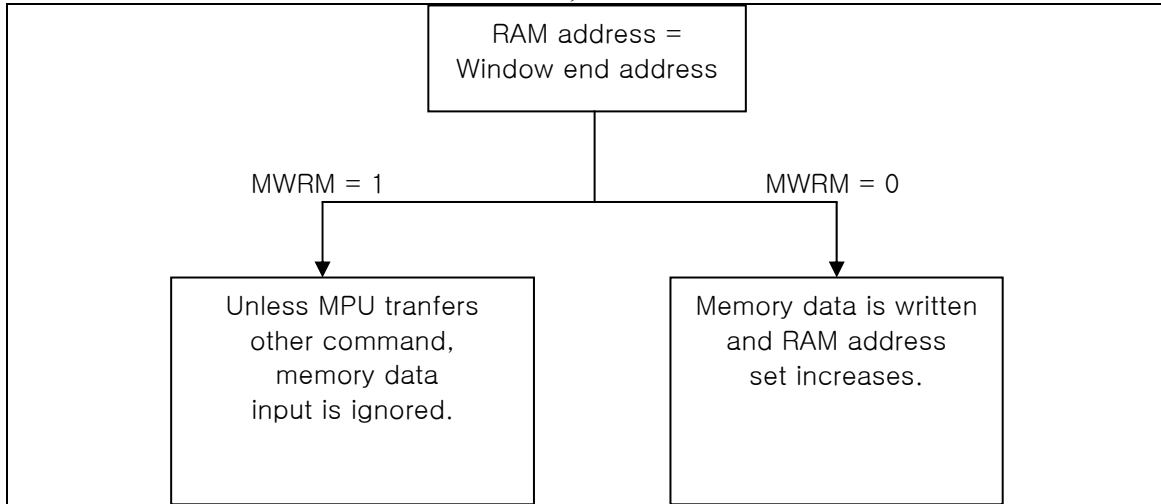 RAM address =
Window end address
MWRM = 1
MWRM = 0
Unless MPU tranfers
other command,
memory data
input is ignored.
Memory data is written
and RAM address
set increases.